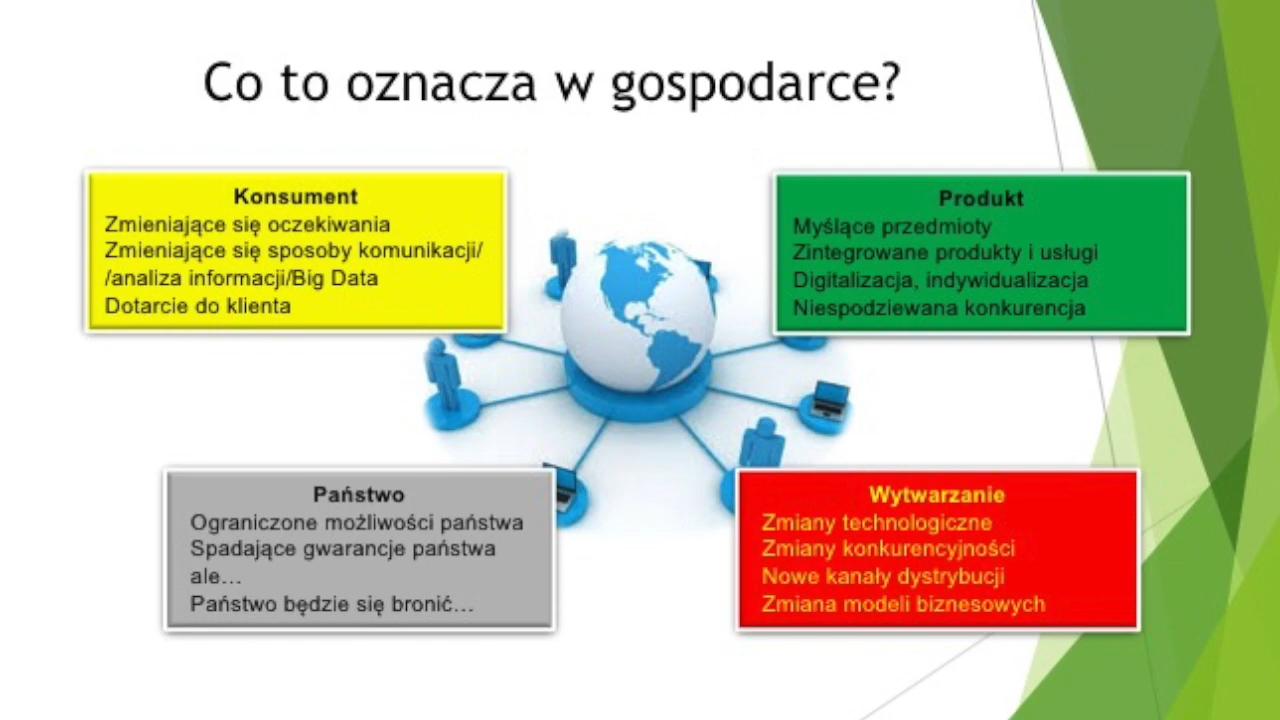 Co to oznacza w gospodarce?
Konsument
Zmieniające się oczekiwania
Zmieniające się sposoby komunikacji/
/analiza informacji/Big Data
Dotarcie do klienta
Produkt
Myślące przedmioty
Zintegrowane produkty i usługi
Digitalizacja, indywidualizacja
Niespodziewana konkurencja
Państwo
Ograniczone możliwości państwa
Spadające gwarancje państwa
ale…
Państwo będzie się bronić…
Wytwarzanie
Zmiany technologiczne
Zmiany konkurencyjności
Nowe kanały dystrybucji
Zmiana modeli biznesowych